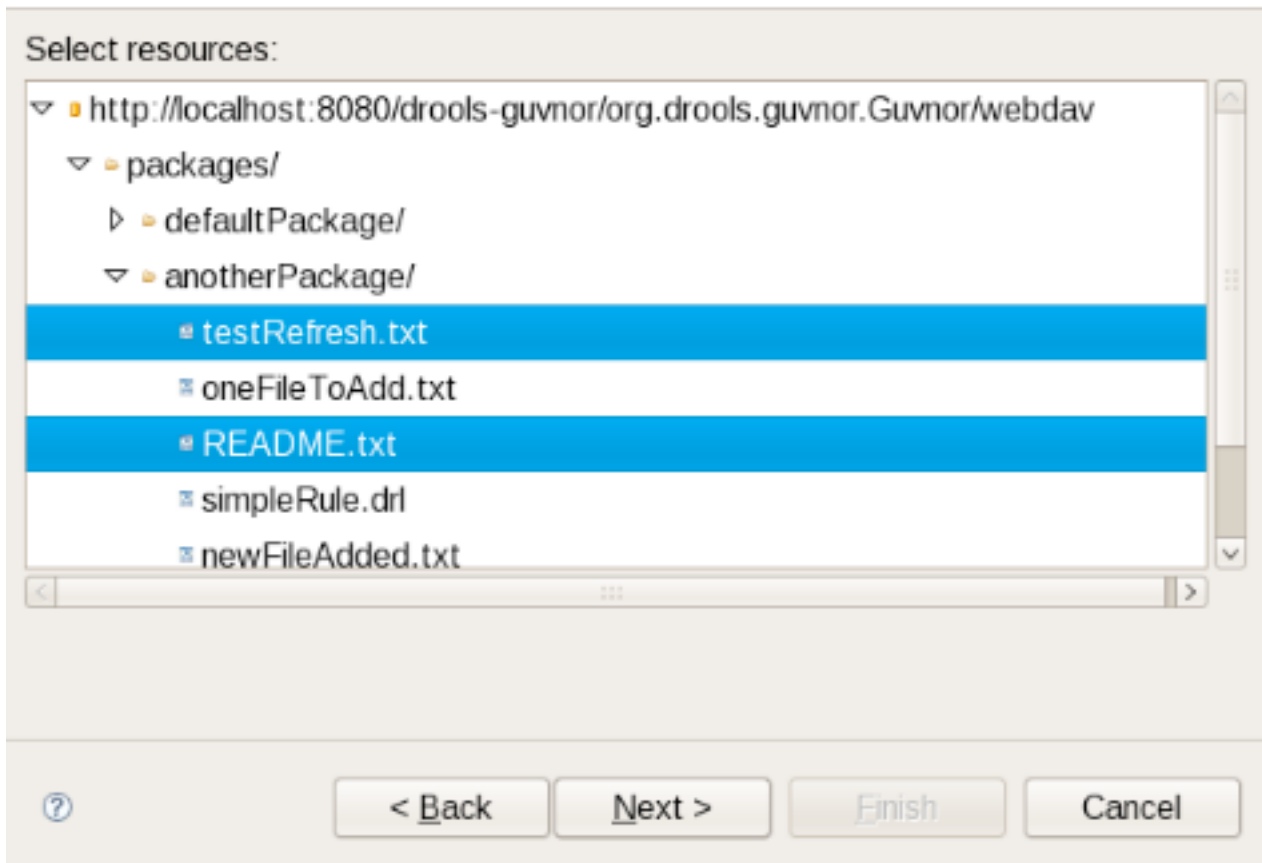 Select resources:
http://localhost:8080/drools-guvnor/org.drools.guvnor.Guvnor/webdav
packages/
defaultPackage/
anotherPackage/
testRefresh.txt
oneFileToAdd.txt
README.txt
simpleRule.drl
newFileAdded.txt
? < Back Next > Finish Cancel